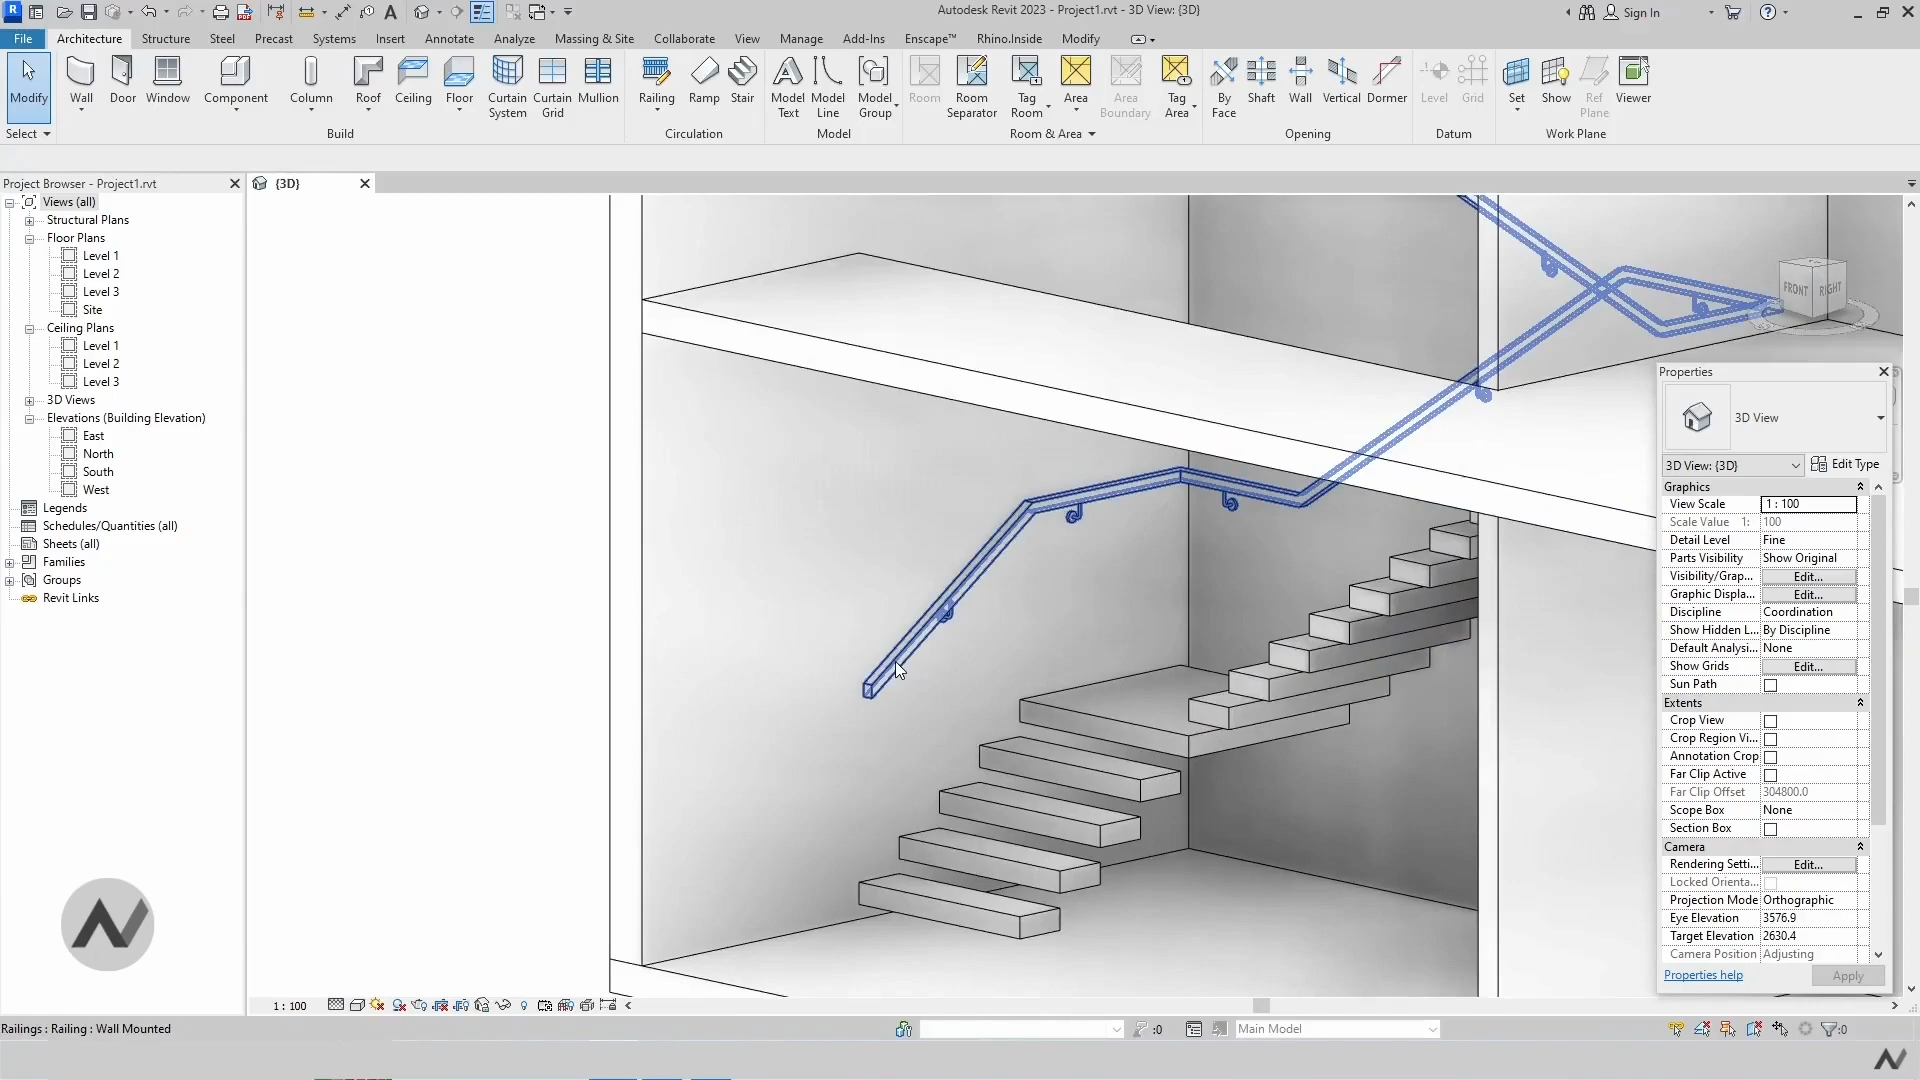 Autodesk Revit 2023 - Project1.rvt - 3D View: {3D}
Sign In
File Architecture Structure Steel Precast Systems Insert Annotate Analyze Massing & Site Collaborate View Manage Add-Ins Enscape™ Rhino.Inside Modify
Modify
Wall Door Window Component Column Roof Ceiling Floor Curtain System Curtain Grid Mullion
Railing Ramp Stair
Model Text Model Line Model Group
Room Room Separator Tag Room Area Area Boundary Tag Area
By Face Shaft Wall Vertical Dormer
Level Grid
Set Show Ref Plane Viewer
Select Build Circulation Model Room & Area Opening Datum Work Plane
Project Browser - Project1.rvt
{3D}
Views (all)
Structural Plans
Floor Plans
Level 1
Level 2
Level 3
Site
Ceiling Plans
Level 1
Level 2
Level 3
3D Views
Elevations (Building Elevation)
East
North
South
West
Legends
Schedules/Quantities (all)
Sheets (all)
Families
Groups
Revit Links
FRONT RIGHT
Properties
3D View
3D View: {3D} Edit Type
Graphics
View Scale 1 : 100
Scale Value 1: 100
Detail Level Fine
Parts Visibility Show Original
Visibility/Grap... Edit...
Graphic Displa... Edit...
Discipline Coordination
Show Hidden L... By Discipline
Default Analysi... None
Show Grids Edit...
Sun Path
Extents
Crop View
Crop Region Vi...
Annotation Crop
Far Clip Active
Far Clip Offset 304800.0
Scope Box None
Section Box
Camera
Rendering Setti... Edit...
Locked Orienta...
Projection Mode Orthographic
Eye Elevation 3576.9
Target Elevation 2630.4
Camera Position Adjusting
Properties help Apply
1 : 100
Railings : Railing : Wall Mounted
:0
Main Model
:0